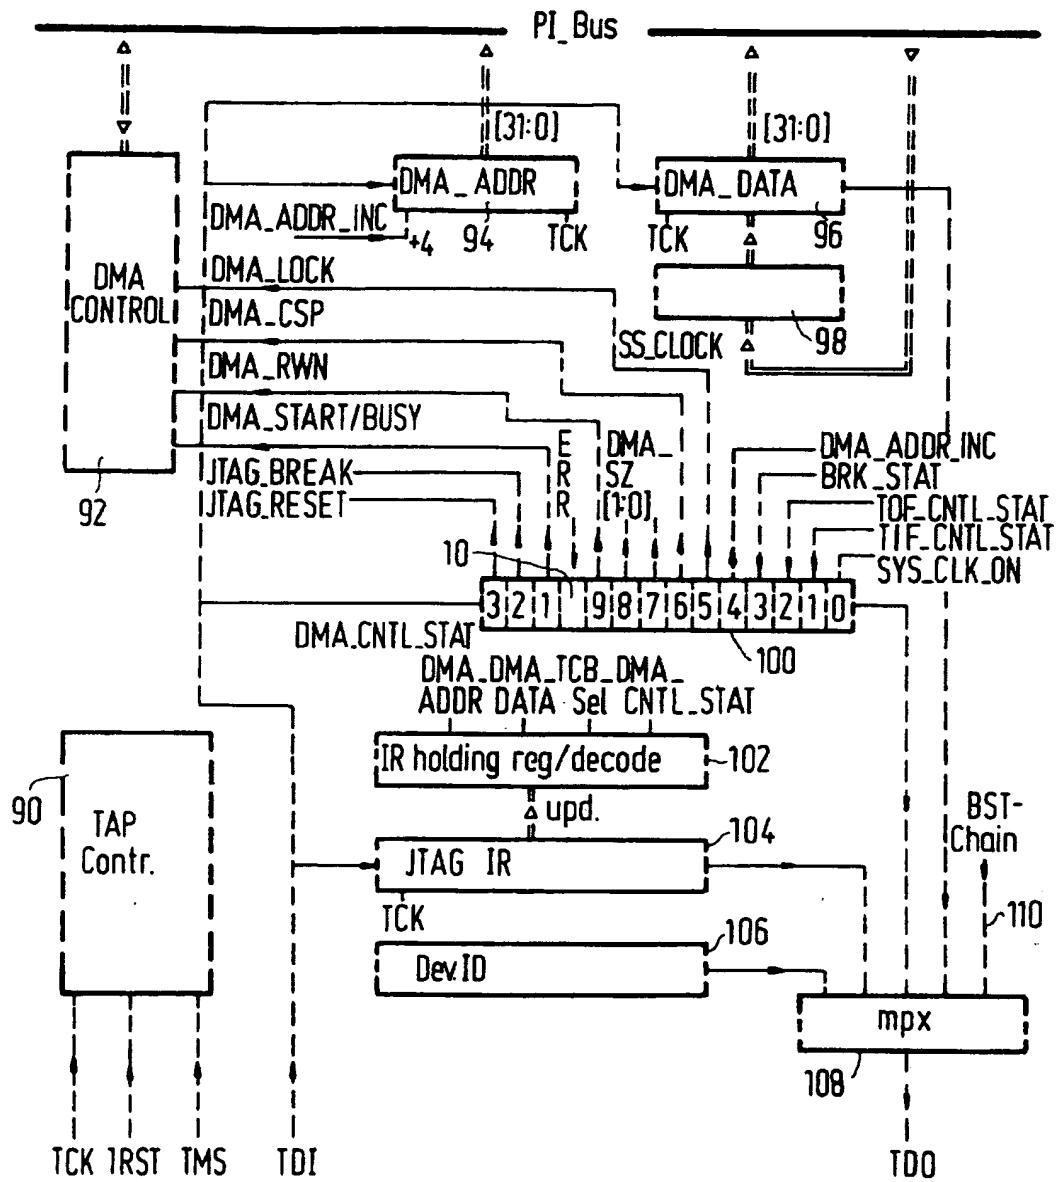 PI_Bus
[31:0]
[31:0]
DMA_ADDR
DMA_DATA
DMA_ADDR_INC
+4
94
TCK
TCK
96
DMA
CONTROL
DMA_LOCK
DMA_CSP
SS_CLOCK
98
DMA_RWN
DMA_START/BUSY
E
R
R
DMA_
SZ
[1:0]
DMA_ADDR_INC
JTAG_BREAK
BRK_STAT
92
JTAG_RESET
TOF_CNTL_STAT
TIF_CNTL_STAT
10
SYS_CLK_ON
3 2 1 9 8 7 6 5 4 3 2 1 0
DMA_CNTL_STAT
100
DMA_ DMA_ TCB_ DMA_
ADDR DATA Sel CNTL_STAT
IR holding reg/decode
102
90
TAP
Contr.
upd.
BST-
Chain
104
JTAG IR
TCK
106
110
Dev.ID
mpx
108
TCK TRST TMS TDI TDO